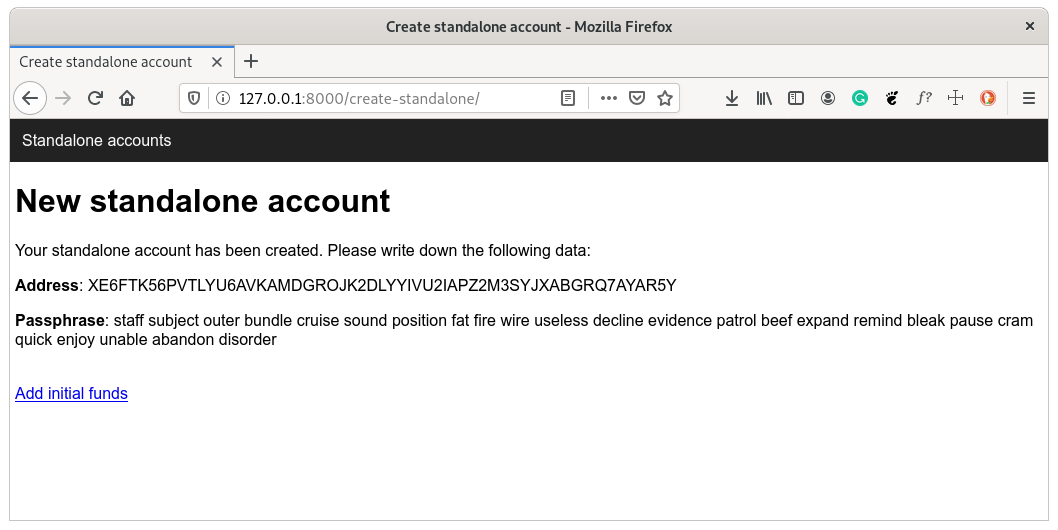 Create standalone account - Mozilla Firefox
Create standalone account
127.0.0.1:8000/create-standalone/
f?
Standalone accounts
New standalone account
Your standalone account has been created. Please write down the following data:
Address: XE6FTK56PVTLYU6AVKAMDGROJK2DLYYIVU2IAPZ2M3SYJXABGRQ7AYAR5Y
Passphrase: staff subject outer bundle cruise sound position fat fire wire useless decline evidence patrol beef expand remind bleak pause cram
quick enjoy unable abandon disorder
Add initial funds